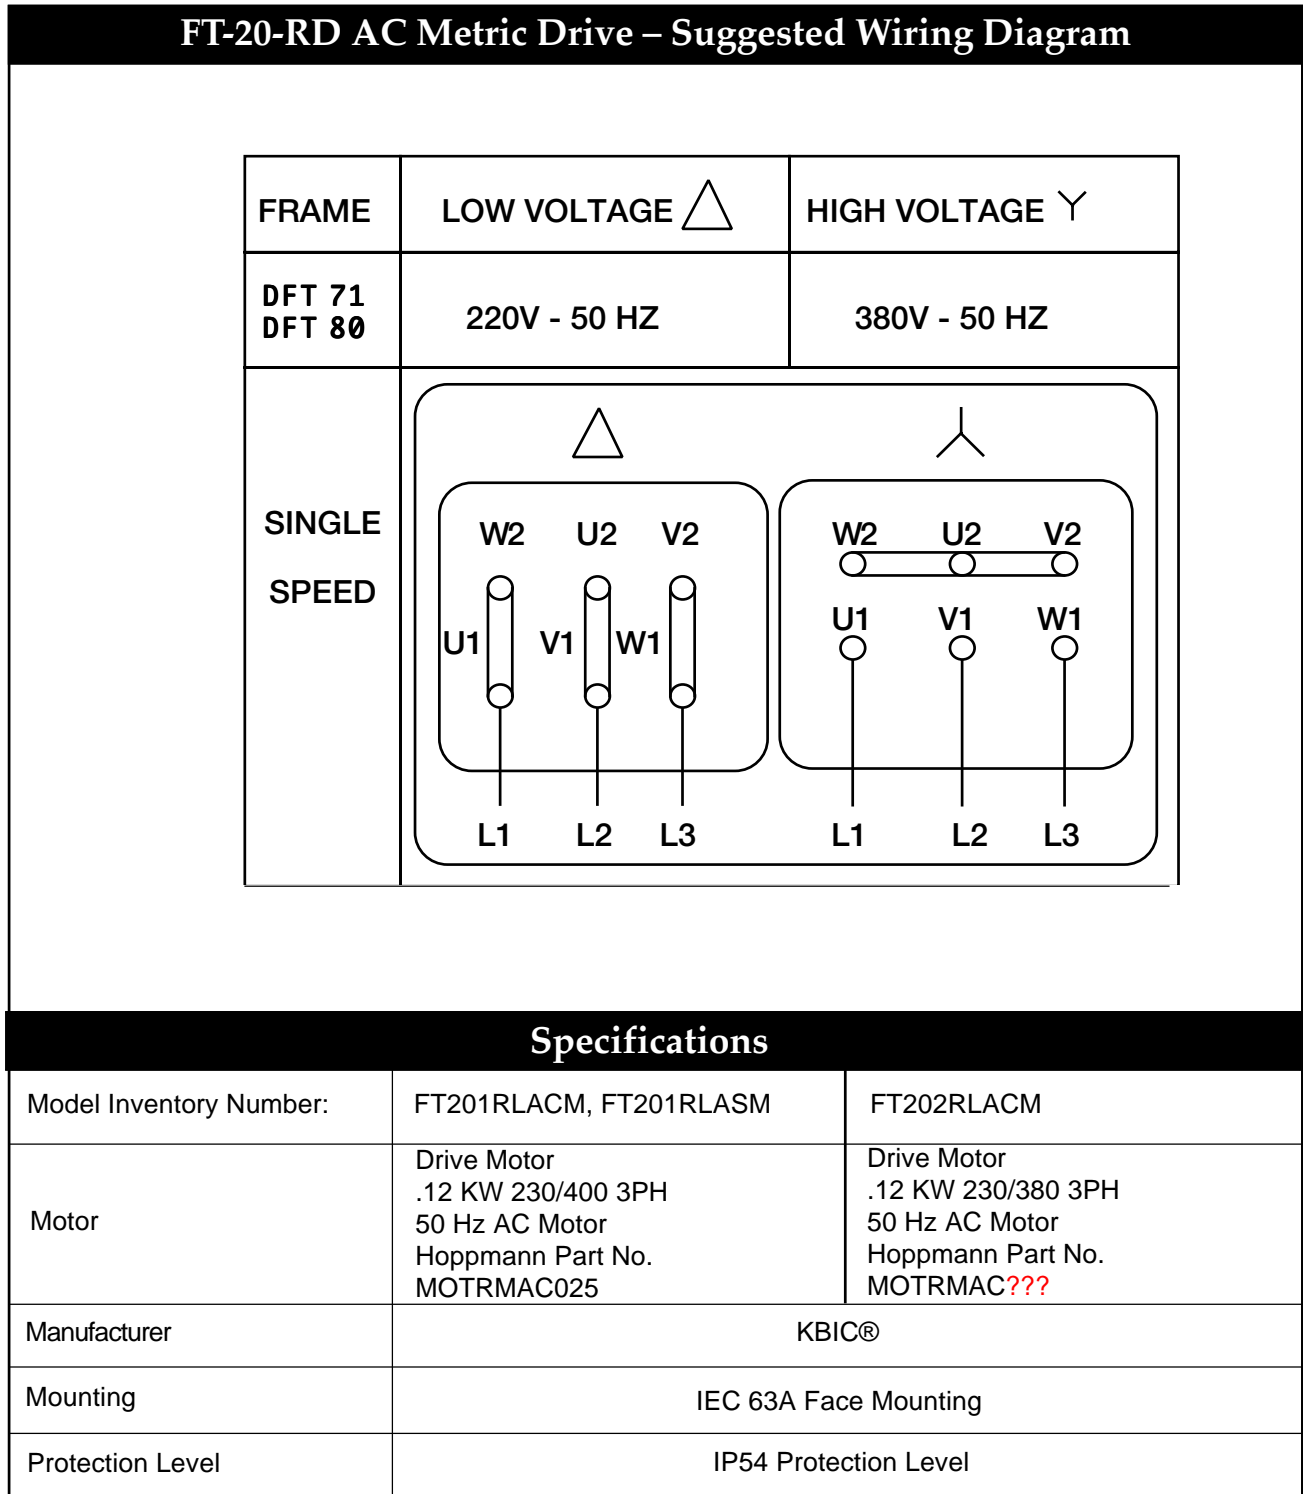 FT-20-RD AC Metric Drive – Suggested Wiring Diagram
FRAME LOW VOLTAGE HIGH VOLTAGE
DFT 71
DFT 80
220V - 50 HZ 380V - 50 HZ
SINGLE
SPEED
W2 U2 V2
U1 V1 W1
L1 L2 L3
W2 U2 V2
U1 V1 W1
L1 L2 L3
Specifications
Model Inventory Number: FT201RLACM, FT201RLASM FT202RLACM
Motor
Drive Motor
.12 KW 230/400 3PH
50 Hz AC Motor
Hoppmann Part No.
MOTRMAC025
Drive Motor
.12 KW 230/380 3PH
50 Hz AC Motor
Hoppmann Part No.
MOTRMAC???
Manufacturer KBIC®
Mounting IEC 63A Face Mounting
Protection Level IP54 Protection Level